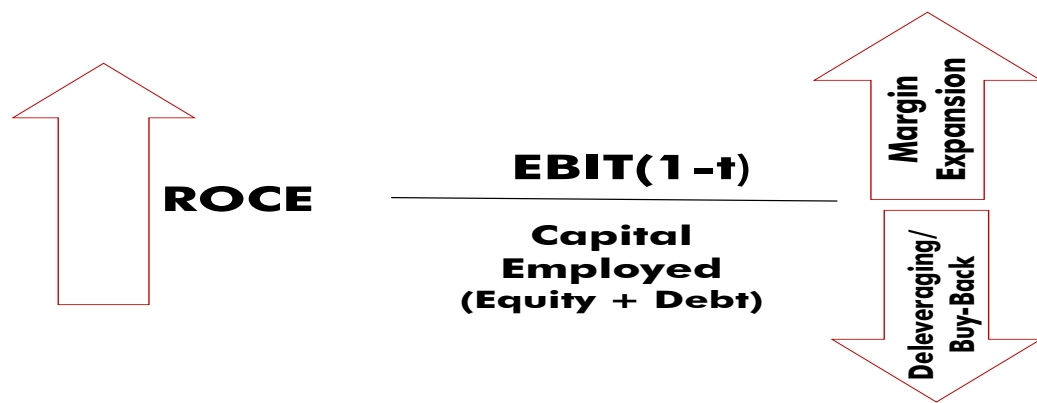 ROCE
EBIT(1-t)
Capital
Employed
(Equity + Debt)
Margin
Expansion
Deleveraging/
Buy-Back